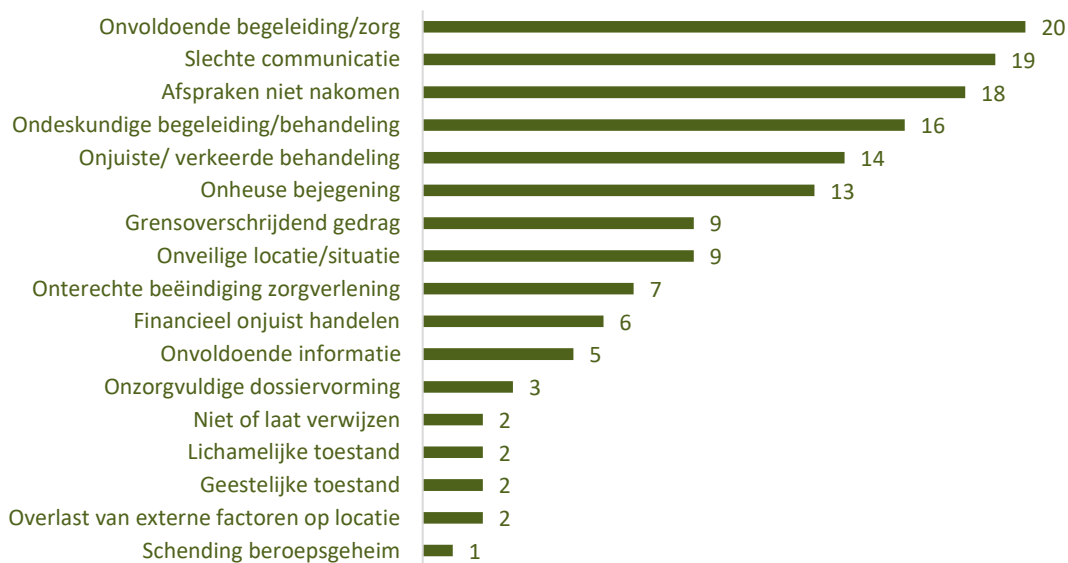 Onvoldoende begeleiding/zorg 20
Slechte communicatie 19
Afspraken niet nakomen 18
Ondeskundige begeleiding/behandeling 16
Onjuiste/ verkeerde behandeling 14
Onheuse bejegening 13
Grensoverschrijdend gedrag 9
Onveilige locatie/situatie 9
Onterechte beëindiging zorgverlening 7
Financieel onjuist handelen 6
Onvoldoende informatie 5
Onzorgvuldige dossiervorming 3
Niet of laat verwijzen 2
Lichamelijke toestand 2
Geestelijke toestand 2
Overlast van externe factoren op locatie 2
Schending beroepsgeheim 1